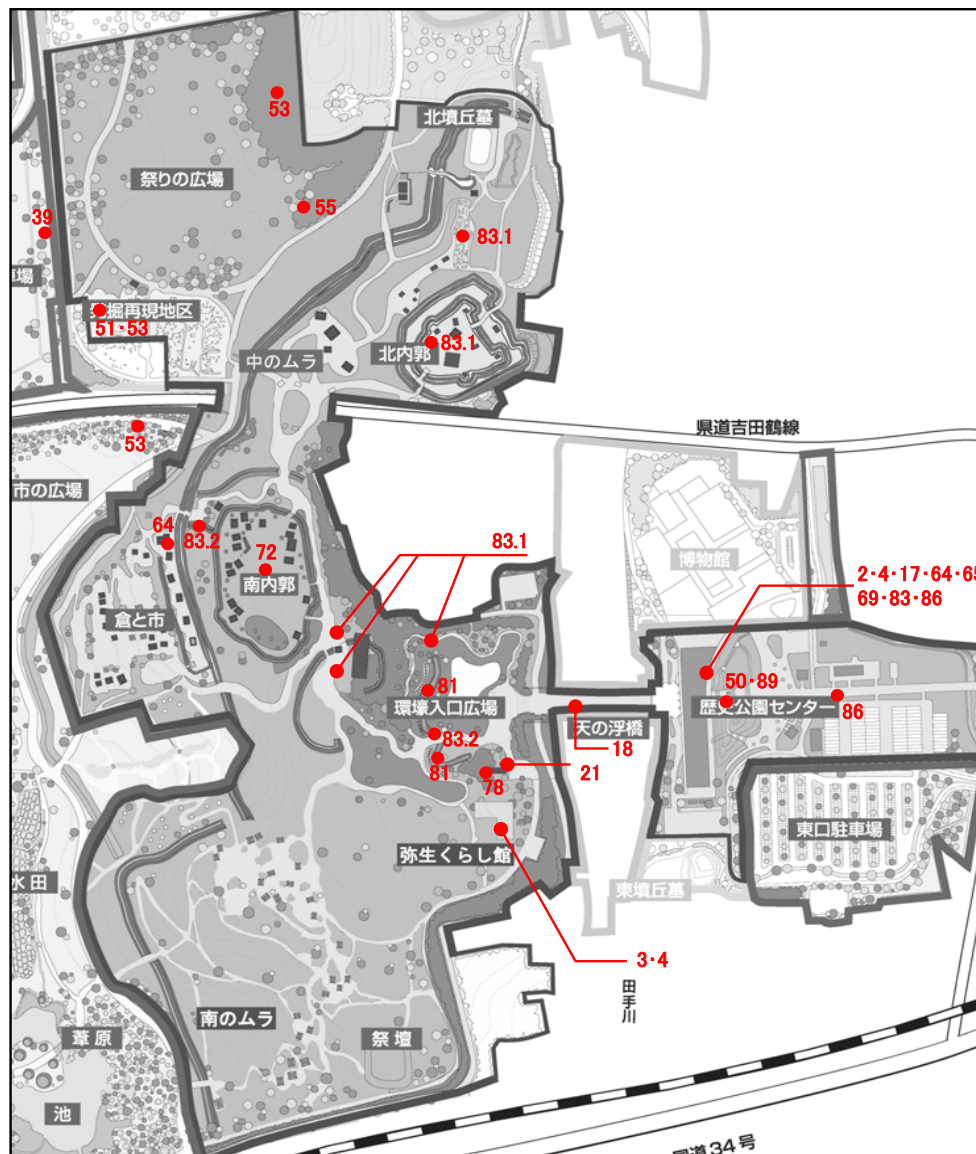 53
北墳丘墓
祭りの広場
55
39
83.1
車場
発掘再現地区
51・53
83.1
北内郭
中のムラ
県道吉田鶴線
53
市の広場
64
83.2
83.1
72
南内郭
博物館
2・4・17・64・65
69・83・86
倉と市
81
50・89
環壕入口広場
歴史公園センター
86
天の浮橋
83.2
18
81
21
78
東口駐車場
弥生くらし館
水田
東墳丘墓
3・4
田手川
南のムラ
葦原
祭壇
池
国道34号